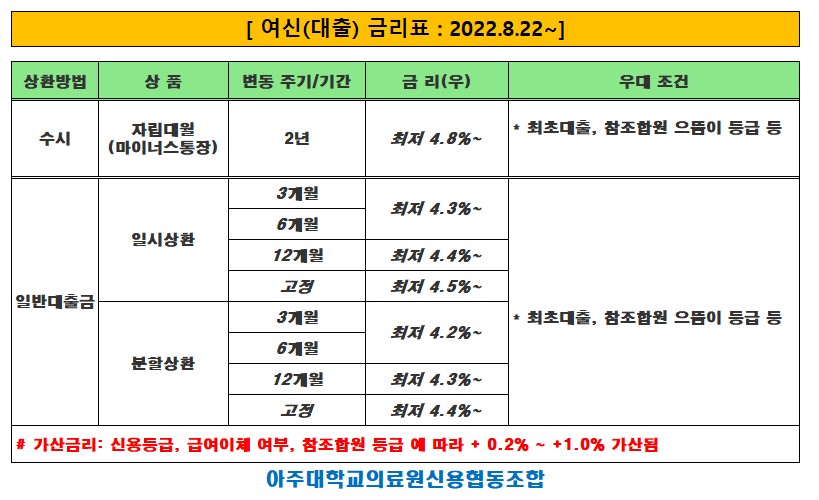 [ 여신(대출) 금리표 : 2022.8.22~]
상환방법 상 품 변동 주기/기간 금 리(우) 우대 조건
수시 자립대월 (마이너스통장) 2년 최저 4.8%~ * 최초대출, 참조합원 으뜸이 등급 등
일반대출금 일시상환 3개월 최저 4.3%~ * 최초대출, 참조합원 으뜸이 등급 등
6개월
12개월 최저 4.4%~
고정 최저 4.5%~
분할상환 3개월 최저 4.2%~
6개월
12개월 최저 4.3%~
고정 최저 4.4%~
# 가산금리: 신용등급, 급여이체 여부, 참조합원 등급 에 따라 + 0.2% ~ +1.0% 가산됨
아주대학교의료원신용협동조합